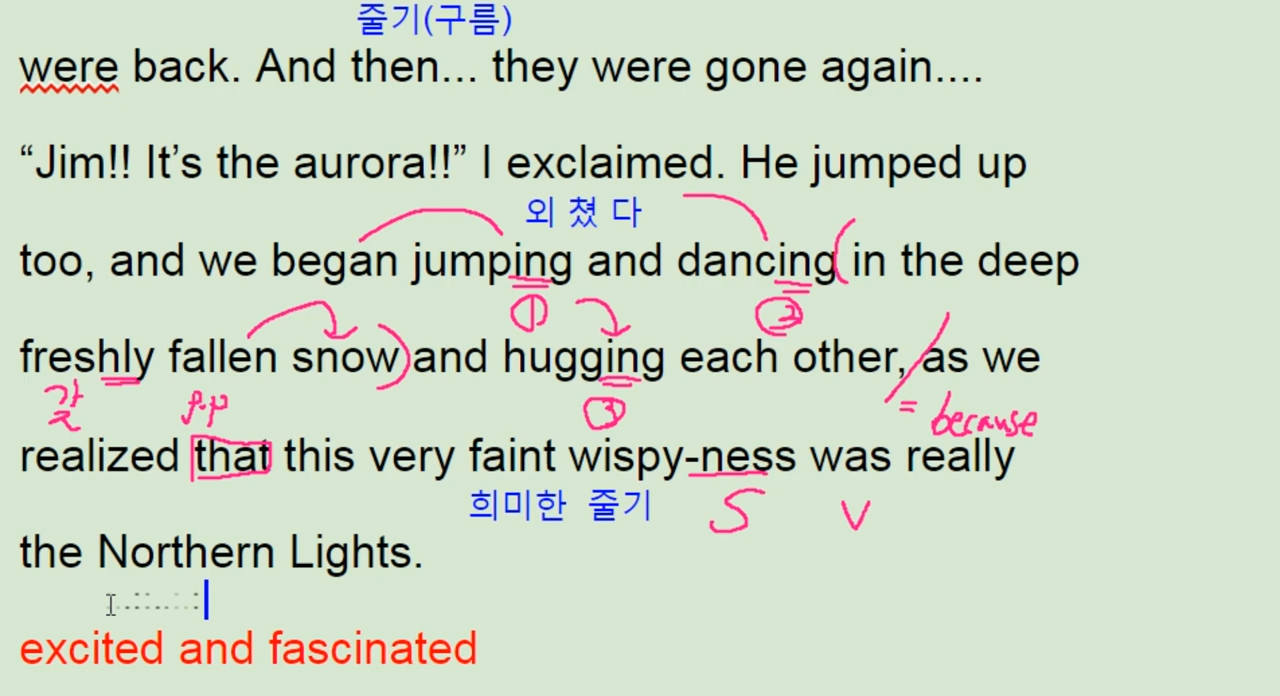 줄기(구름)
were back. And then... they were gone again....
“Jim!! It’s the aurora!!” I exclaimed. He jumped up
외 쳤 다
too, and we began jumping and dancing in the deep
① ②
freshly fallen snow) and hugging each other, as we
갓 p.p ③ = because
realized that this very faint wispy-ness was really
희미한 줄기 S V
the Northern Lights.
excited and fascinated